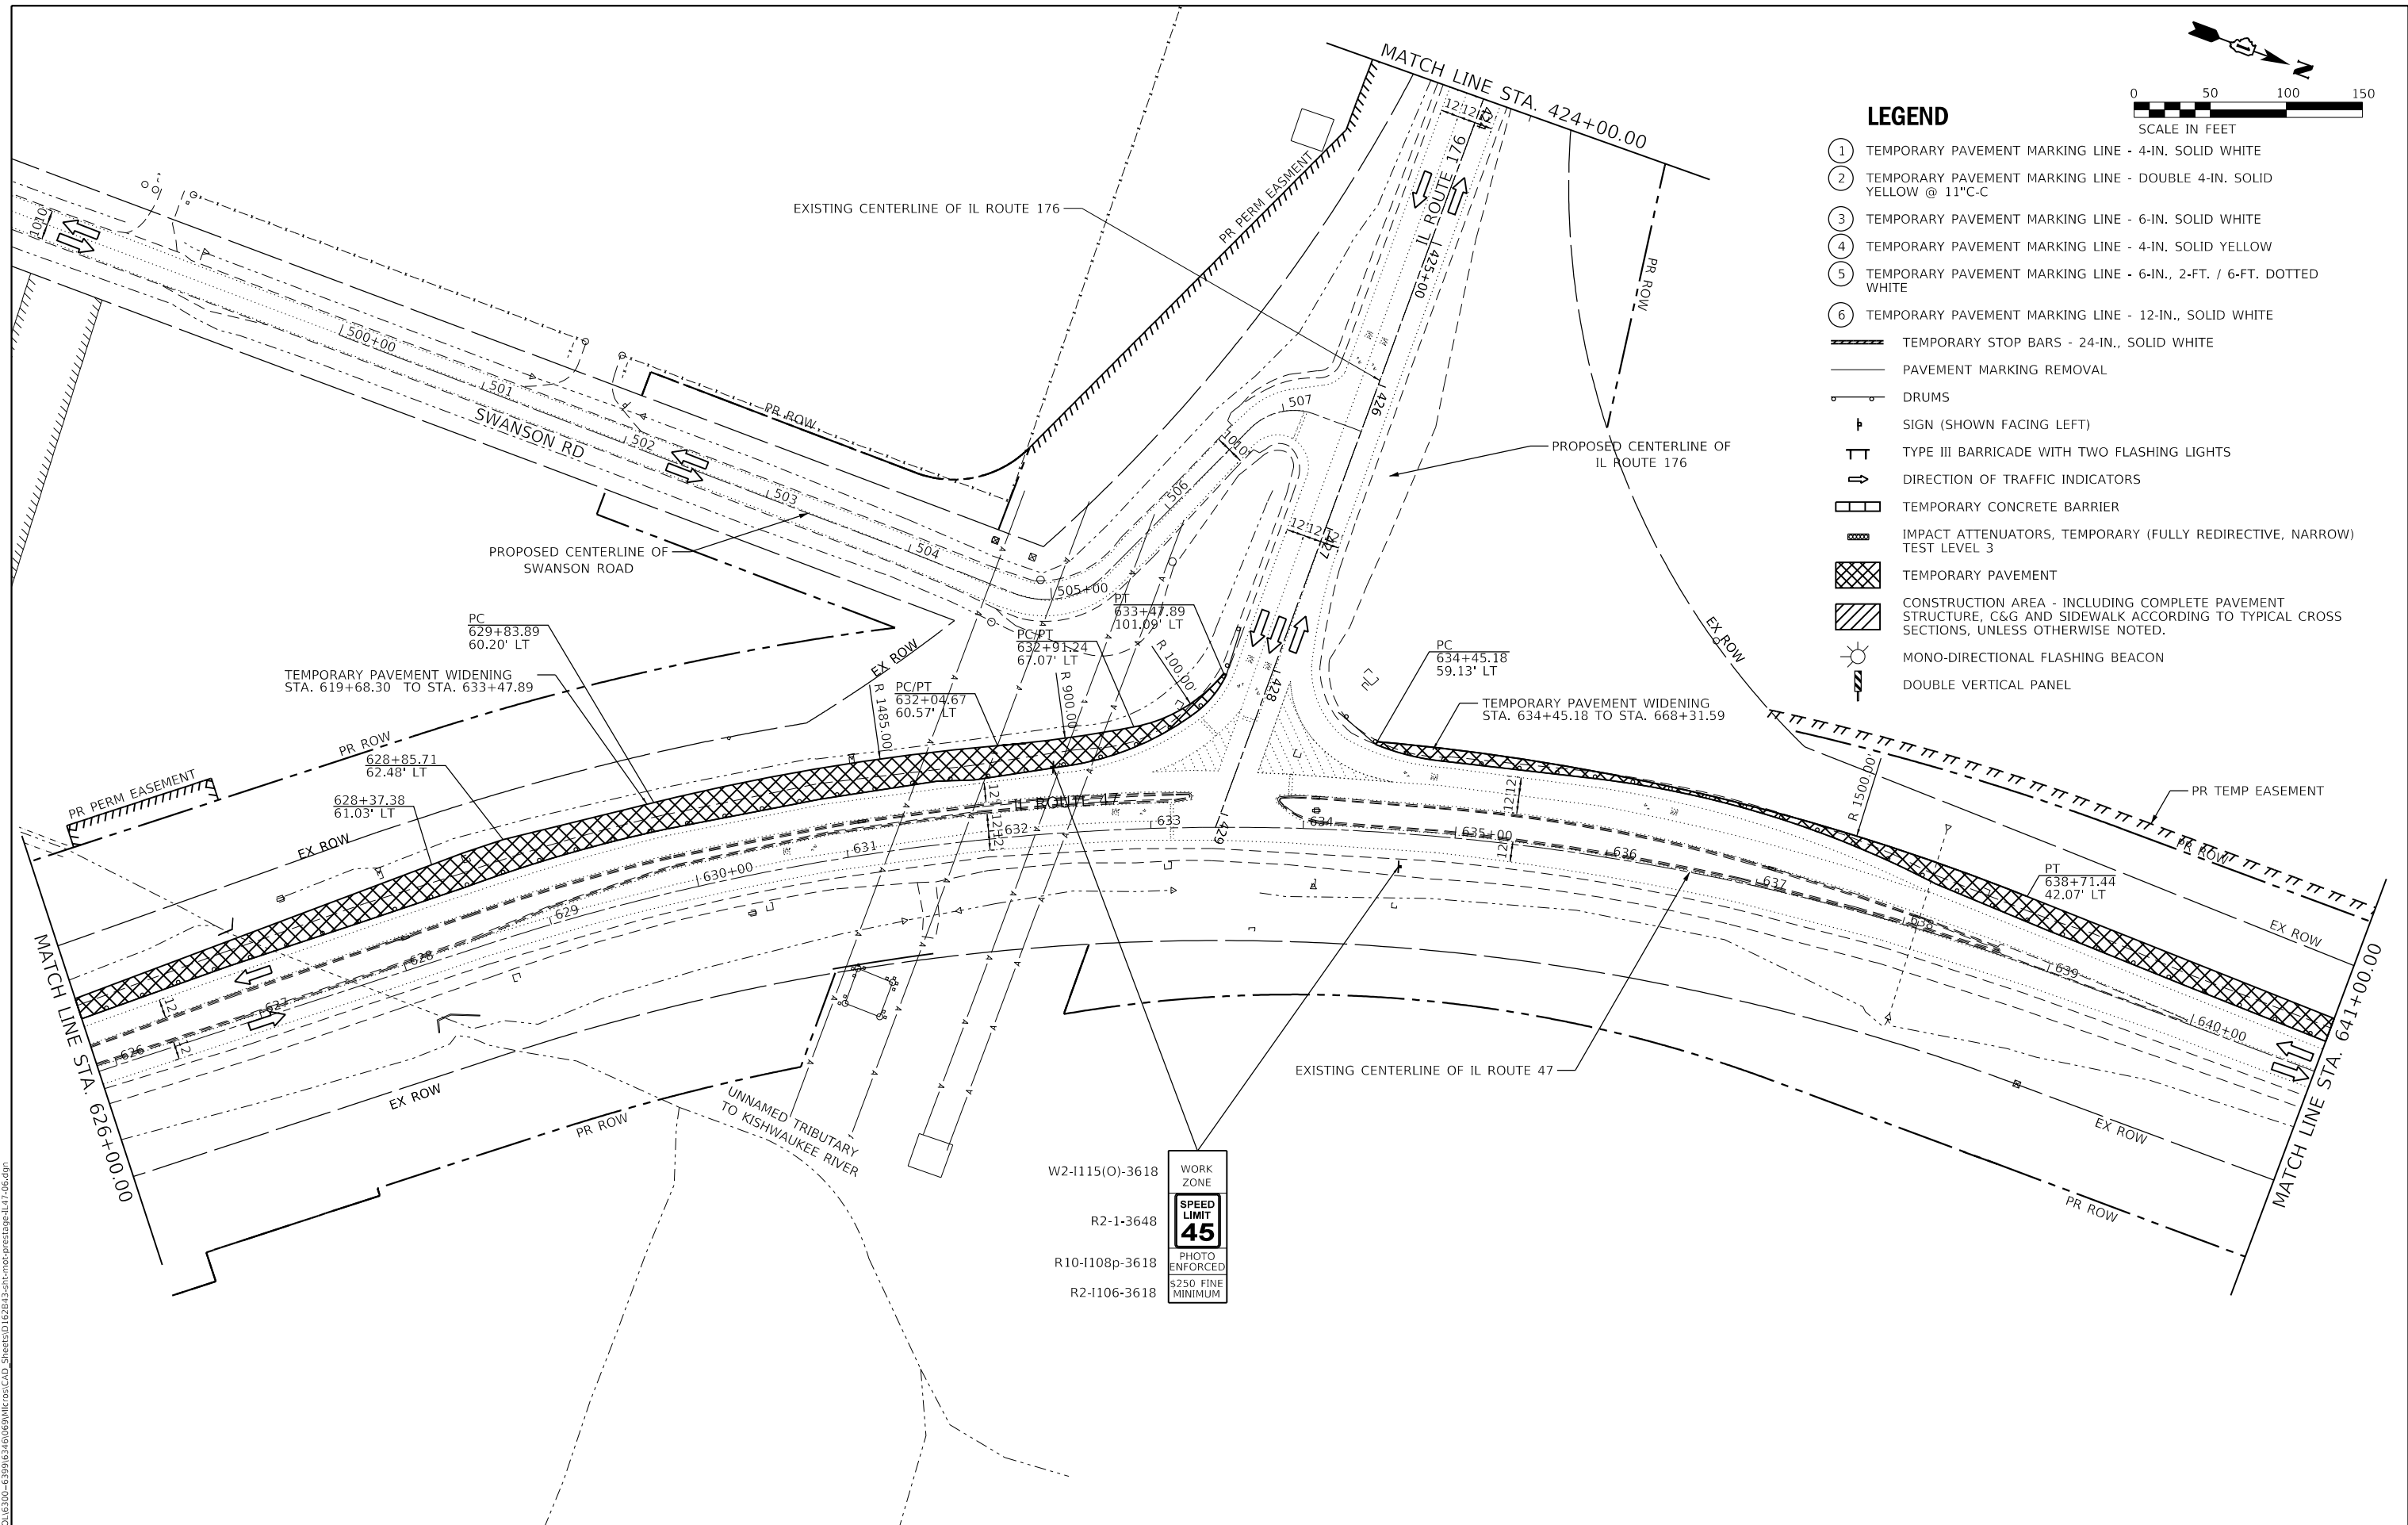 MATCH LINE STA. 424+00.00
N
0 50 100 150
SCALE IN FEET
LEGEND
1 TEMPORARY PAVEMENT MARKING LINE - 4-IN. SOLID WHITE
2 TEMPORARY PAVEMENT MARKING LINE - DOUBLE 4-IN. SOLID
YELLOW @ 11"C-C
3 TEMPORARY PAVEMENT MARKING LINE - 6-IN. SOLID WHITE
4 TEMPORARY PAVEMENT MARKING LINE - 4-IN. SOLID YELLOW
5 TEMPORARY PAVEMENT MARKING LINE - 6-IN., 2-FT. / 6-FT. DOTTED
WHITE
6 TEMPORARY PAVEMENT MARKING LINE - 12-IN., SOLID WHITE
TEMPORARY STOP BARS - 24-IN., SOLID WHITE
PAVEMENT MARKING REMOVAL
DRUMS
SIGN (SHOWN FACING LEFT)
TYPE III BARRICADE WITH TWO FLASHING LIGHTS
DIRECTION OF TRAFFIC INDICATORS
TEMPORARY CONCRETE BARRIER
IMPACT ATTENUATORS, TEMPORARY (FULLY REDIRECTIVE, NARROW)
TEST LEVEL 3
TEMPORARY PAVEMENT
CONSTRUCTION AREA - INCLUDING COMPLETE PAVEMENT
STRUCTURE, C&G AND SIDEWALK ACCORDING TO TYPICAL CROSS
SECTIONS, UNLESS OTHERWISE NOTED.
MONO-DIRECTIONAL FLASHING BEACON
DOUBLE VERTICAL PANEL
EXISTING CENTERLINE OF IL ROUTE 176
PR PERM EASMENT
IL ROUTE 176
12' 12' 12'
424
425+00
426
427
428
429
PR ROW
PROPOSED CENTERLINE OF
IL ROUTE 176
EX ROW
10' 10'
500+00
501
502
503
504
505+00
506
507
10' 10'
12' 12' 12'
SWANSON RD
PR ROW
PROPOSED CENTERLINE OF
SWANSON ROAD
PC
629+83.89
60.20' LT
TEMPORARY PAVEMENT WIDENING
STA. 619+68.30 TO STA. 633+47.89
PR ROW
628+85.71
62.48' LT
628+37.38
61.03' LT
PR PERM EASEMENT
EX ROW
EX ROW
R 1485.00'
PC/PT
632+04.67
60.57' LT
PC/PT
632+91.24
67.07' LT
R 900.00'
PT
633+47.89
101.09' LT
R 100.00'
PC
634+45.18
59.13' LT
TEMPORARY PAVEMENT WIDENING
STA. 634+45.18 TO STA. 668+31.59
R 1500.00'
PR TEMP EASEMENT
PR ROW
PT
638+71.44
42.07' LT
EX ROW
IL ROUTE 47
626
627
628
629
630+00
631
632
633
634
635+00
636
637
638
639
640+00
12'
12'
12'
12'
12'
12' 12'
12'
MATCH LINE STA. 626+00.00
MATCH LINE STA. 641+00.00
EX ROW
PR ROW
UNNAMED TRIBUTARY
TO KISHWAUKEE RIVER
EXISTING CENTERLINE OF IL ROUTE 47
EX ROW
PR ROW
W2-I115(O)-3618
WORK
ZONE
R2-1-3648
SPEED
LIMIT
45
R10-I108p-3618
PHOTO
ENFORCED
R2-I106-3618
$250 FINE
MINIMUM